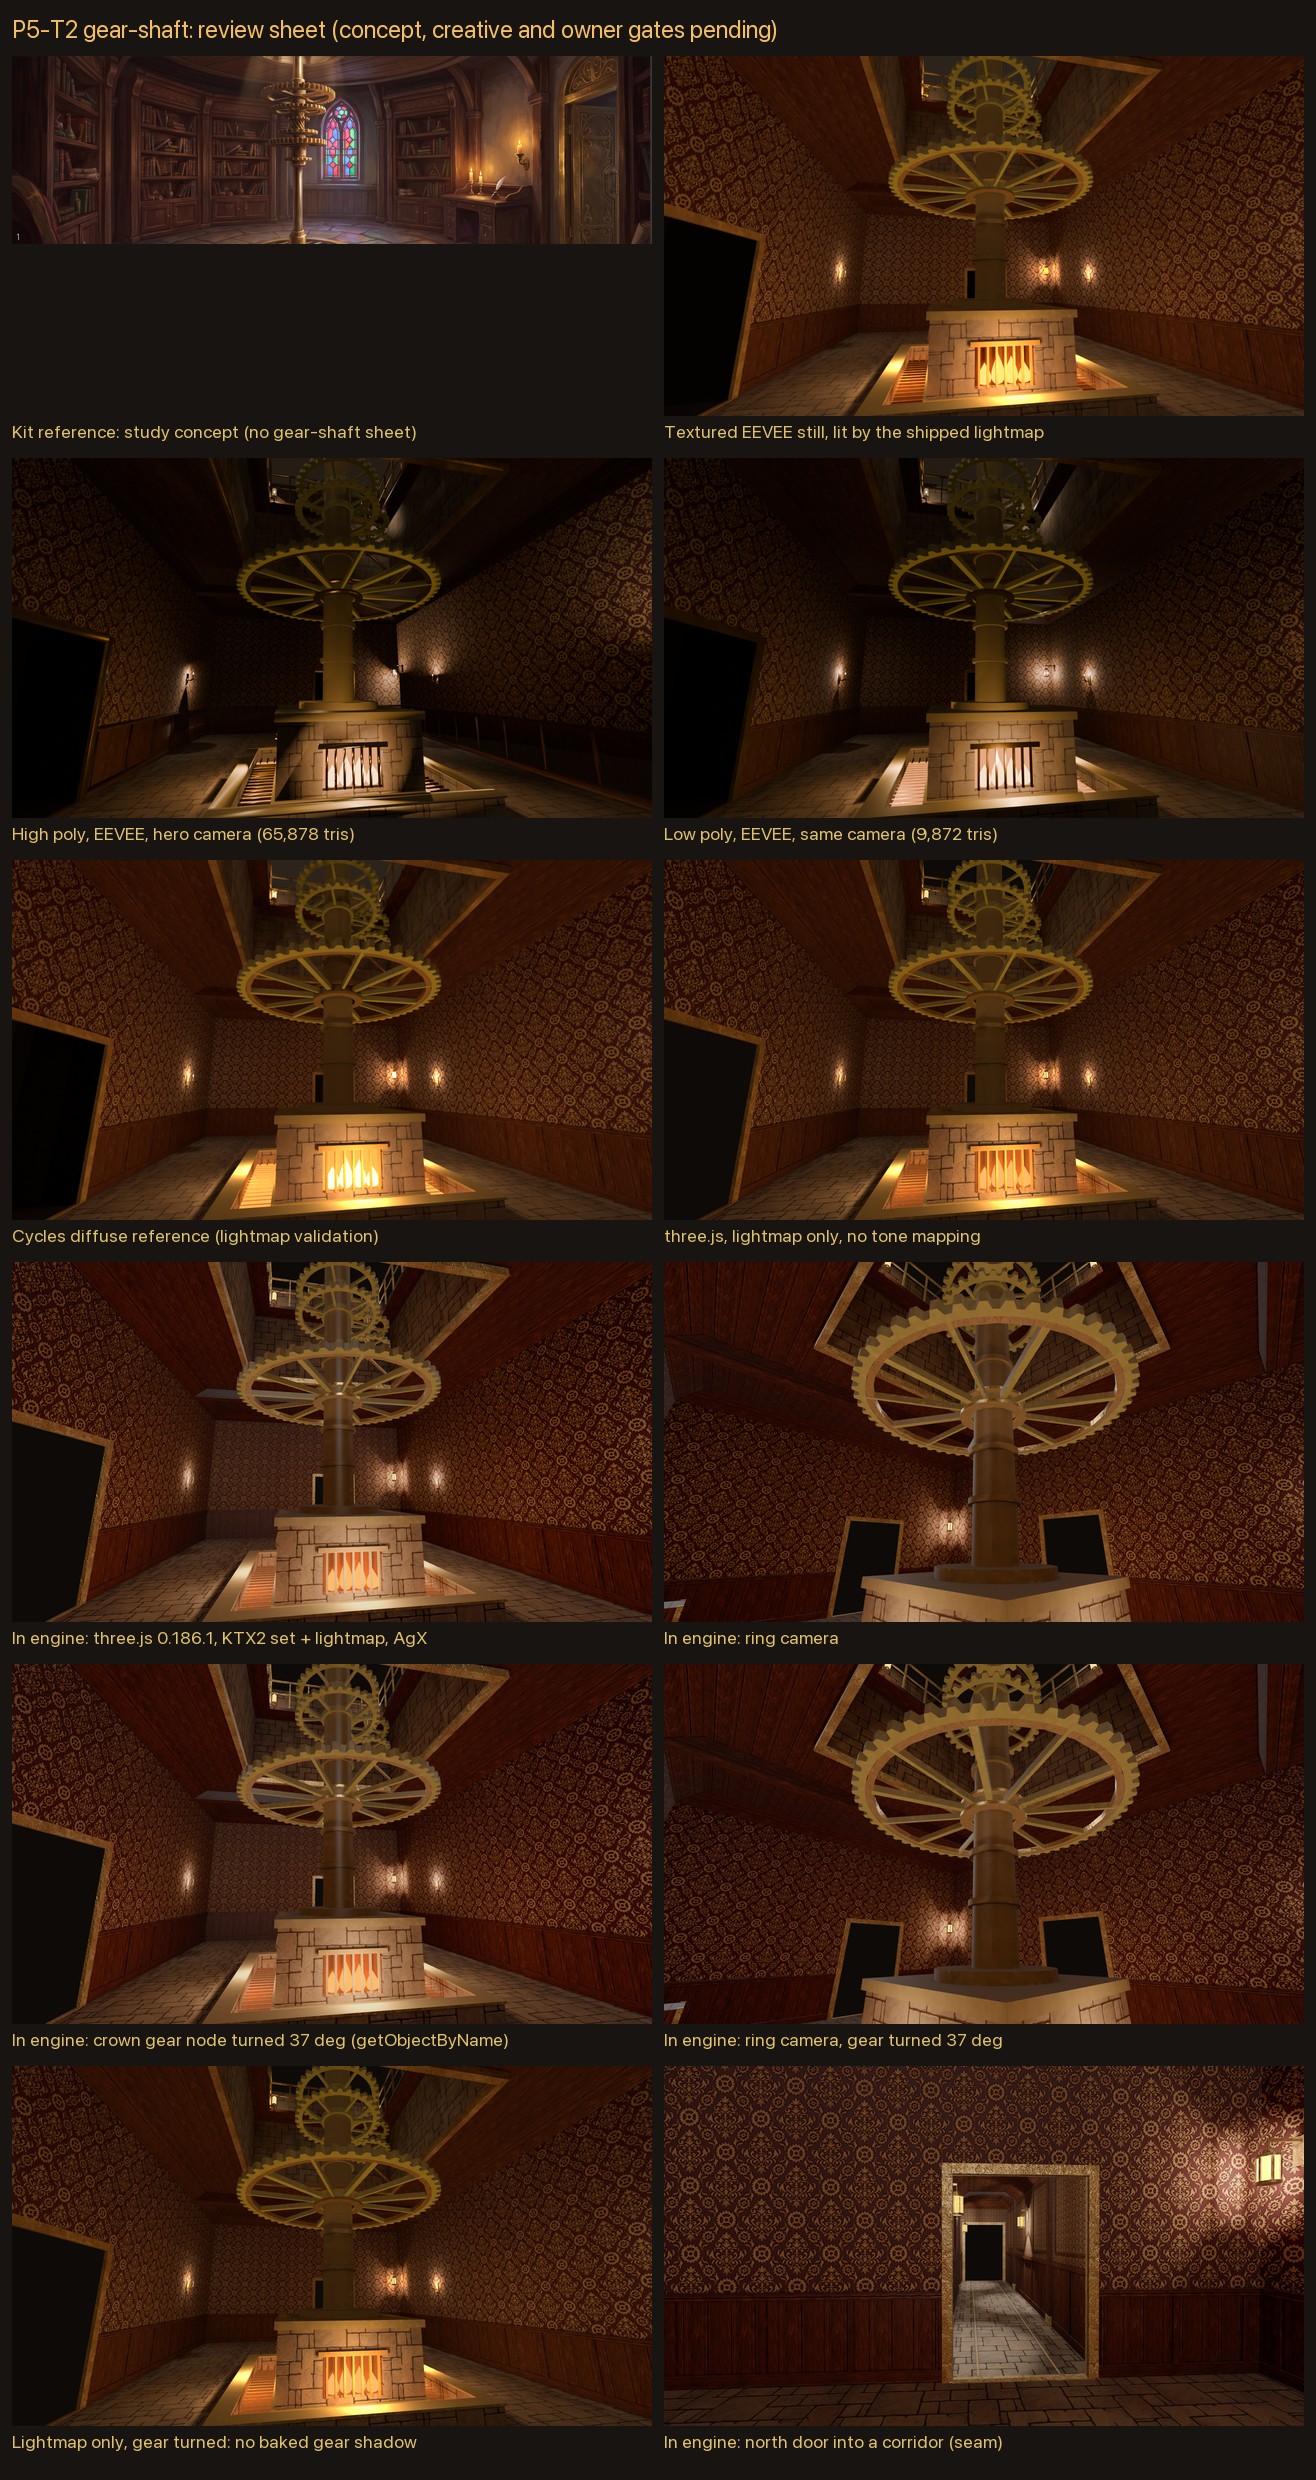 P5-T2 gear-shaft: review sheet (concept, creative and owner gates pending)
1
Kit reference: study concept (no gear-shaft sheet)
Textured EEVEE still, lit by the shipped lightmap
High poly, EEVEE, hero camera (65,878 tris)
Low poly, EEVEE, same camera (9,872 tris)
Cycles diffuse reference (lightmap validation)
three.js, lightmap only, no tone mapping
In engine: three.js 0.186.1, KTX2 set + lightmap, AgX
In engine: ring camera
In engine: crown gear node turned 37 deg (getObjectByName)
In engine: ring camera, gear turned 37 deg
Lightmap only, gear turned: no baked gear shadow
In engine: north door into a corridor (seam)